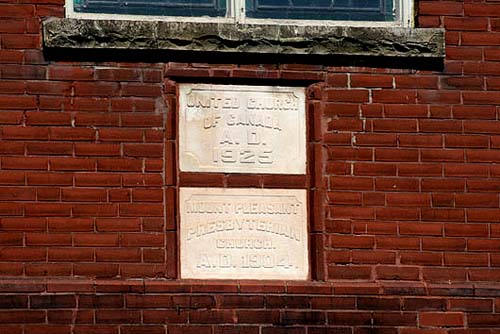 UNITED CHURCH
OF CANADA
A. D.
1925
MOUNT PLEASANT
PRESBYTERIAN
CHURCH.
A.D. 1904.